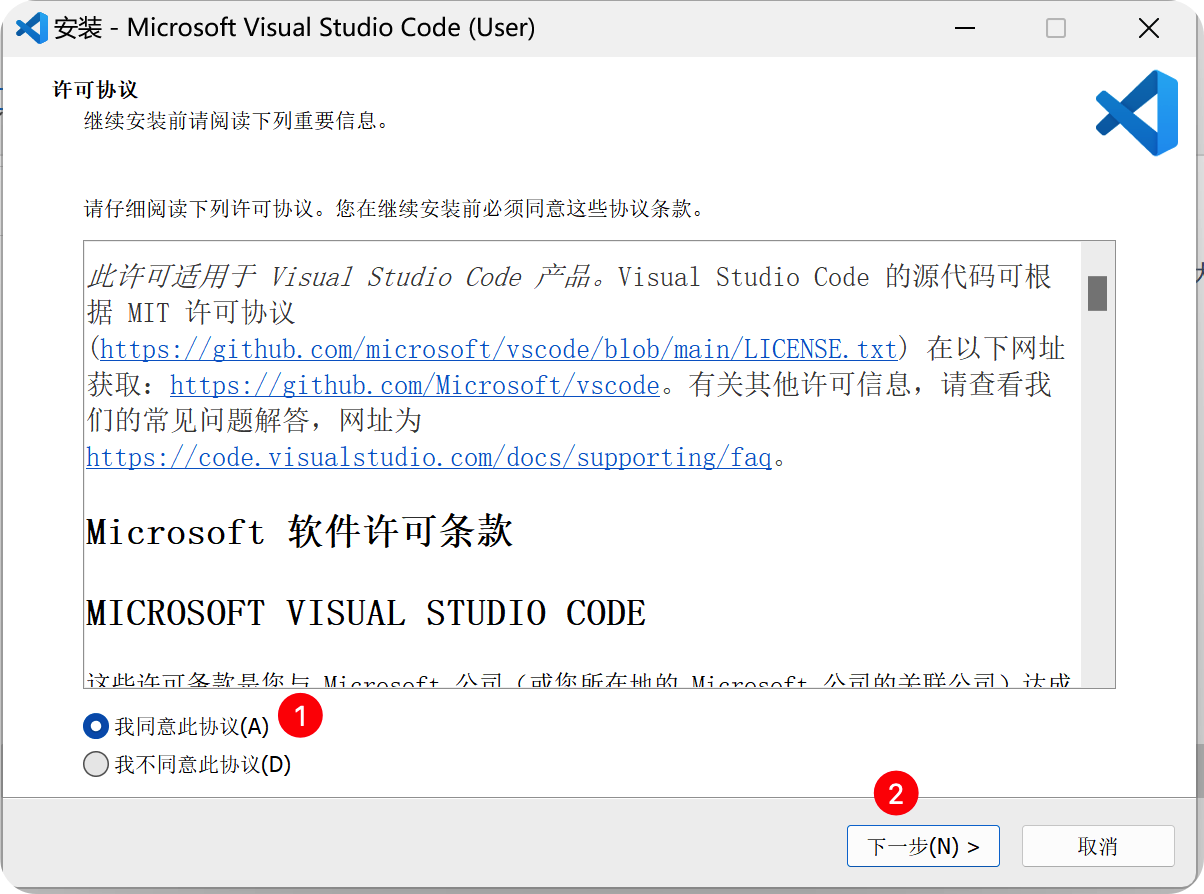 安装 - Microsoft Visual Studio Code (User)
许可协议
继续安装前请阅读下列重要信息。
请仔细阅读下列许可协议。您在继续安装前必须同意这些协议条款。
此许可适用于 Visual Studio Code 产品。Visual Studio Code 的源代码可根
据 MIT 许可协议
(https://github.com/microsoft/vscode/blob/main/LICENSE.txt) 在以下网址
获取：https://github.com/Microsoft/vscode。有关其他许可信息，请查看我
们的常见问题解答，网址为
https://code.visualstudio.com/docs/supporting/faq。
Microsoft 软件许可条款
MICROSOFT VISUAL STUDIO CODE
这些许可条款是您与 Microsoft 公司（或您所在地的 Microsoft 公司的关联公司）达成
我同意此协议(A)
1
我不同意此协议(D)
2
下一步(N) >
取消